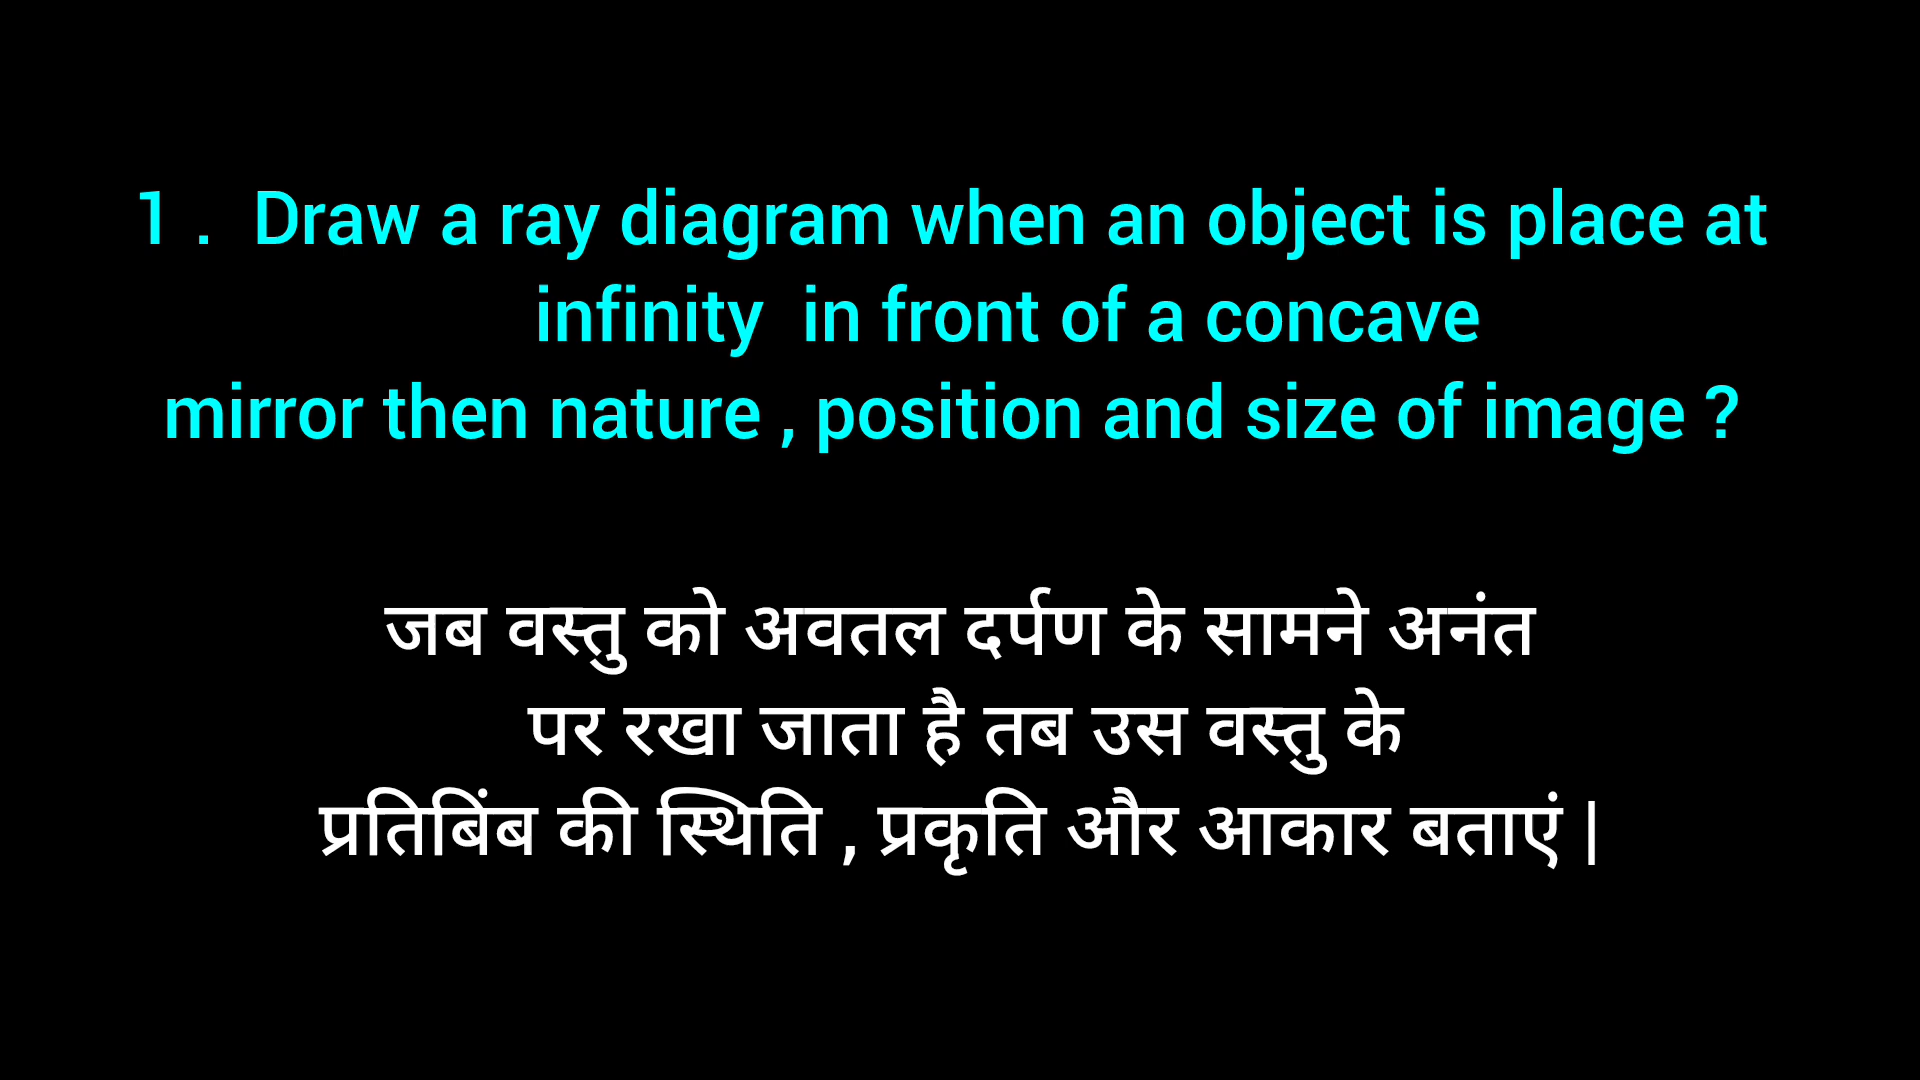 1 .  Draw a ray diagram when an object is place at
infinity  in front of a concave
mirror then nature , position and size of image ?
जब वस्तु को अवतल दर्पण के सामने अनंत
पर रखा जाता है तब उस वस्तु के
प्रतिबिंब की स्थिति , प्रकृति और आकार बताएं |